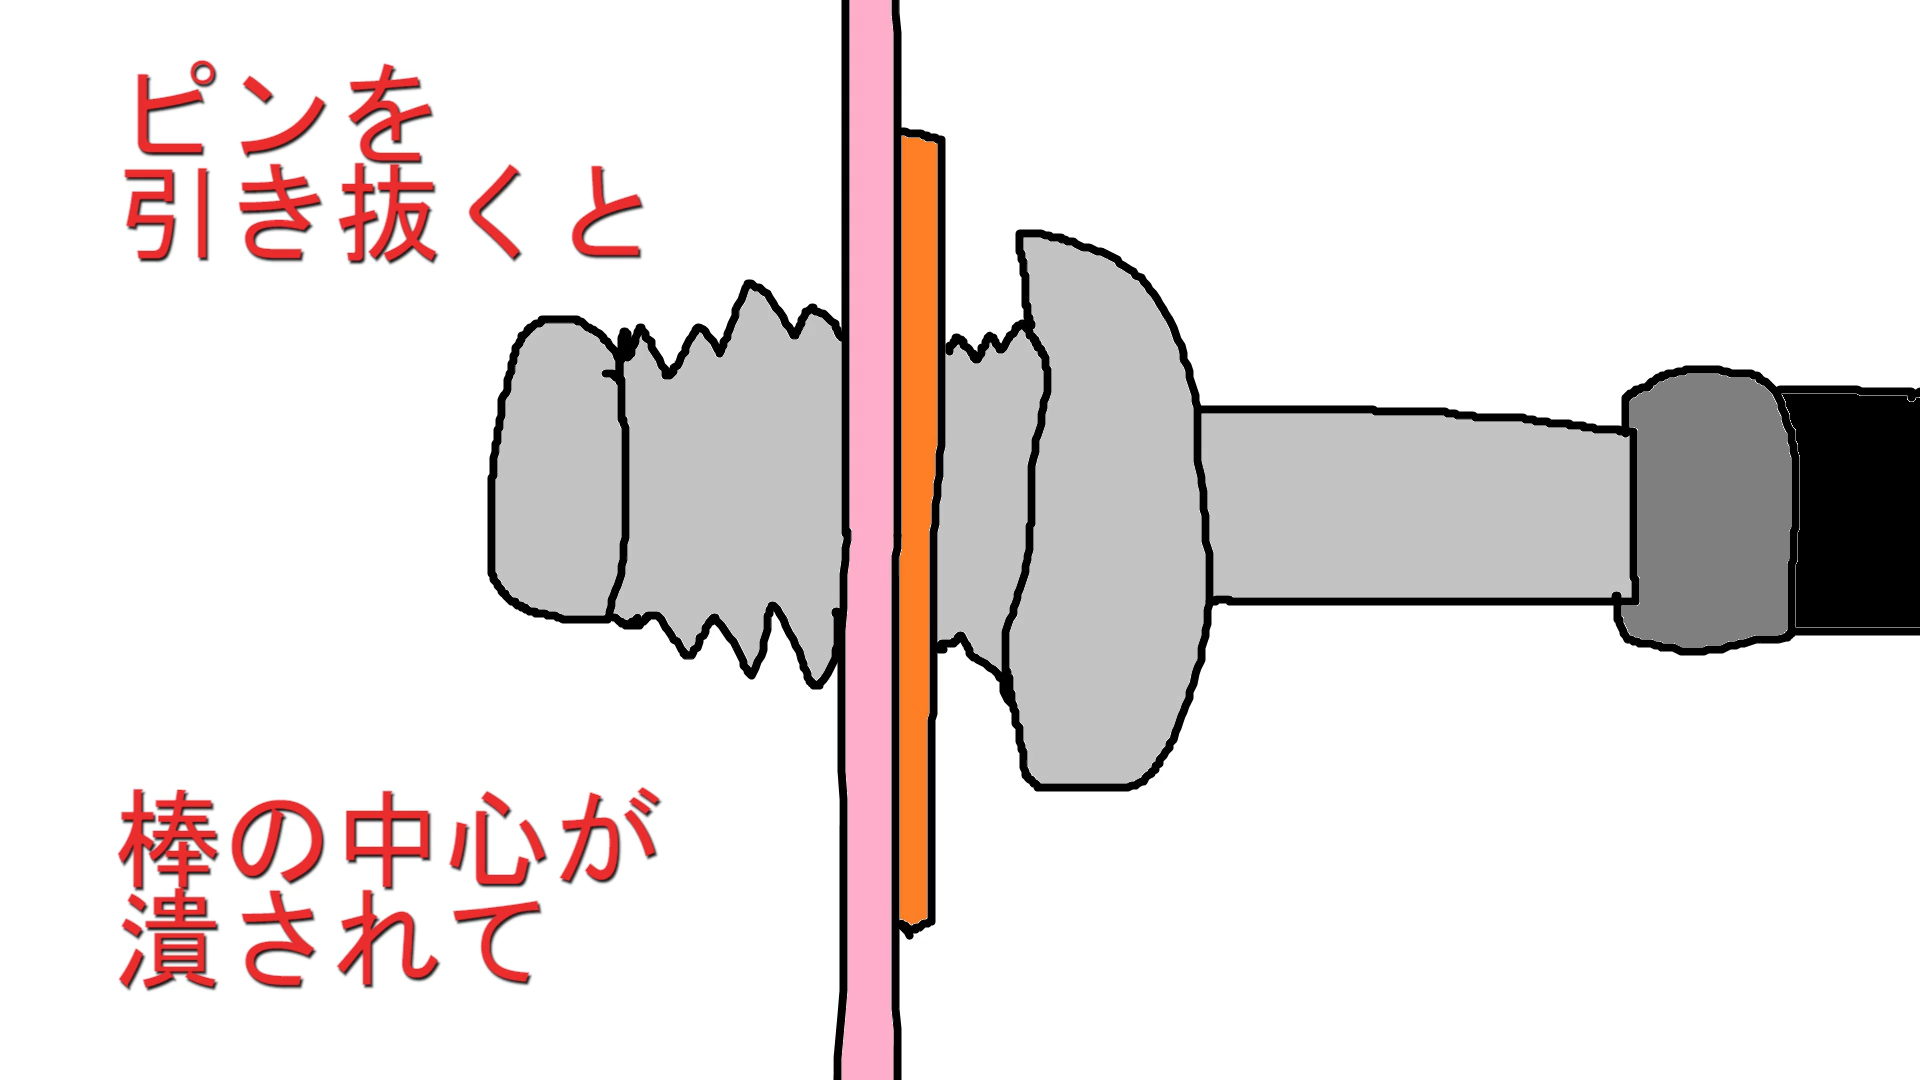 ピンを
引き抜くと
棒の中心が
潰されて